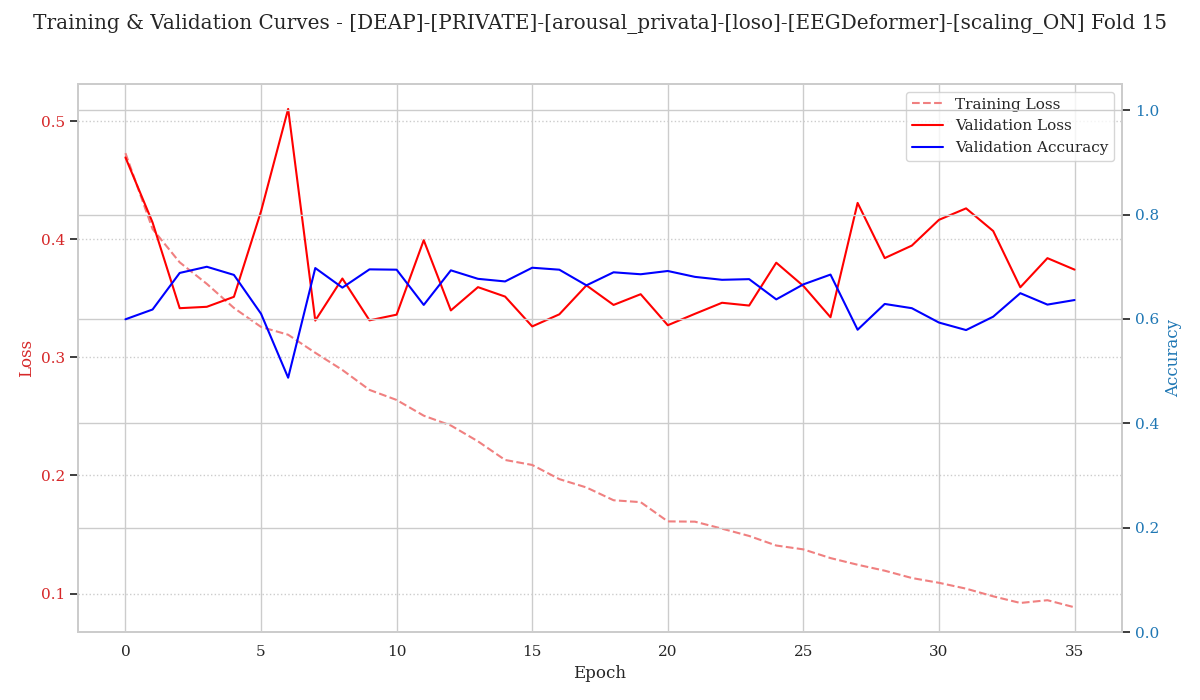 Training & Validation Curves - [DEAP]-[PRIVATE]-[arousal_privata]-[loso]-[EEGDeformer]-[scaling_ON] Fold 15
Training Loss
Validation Loss
Validation Accuracy
0.5
0.4
0.3
0.2
0.1
Loss
1.0
0.8
0.6
0.4
0.2
0.0
Accuracy
0 5 10 15 20 25 30 35
Epoch